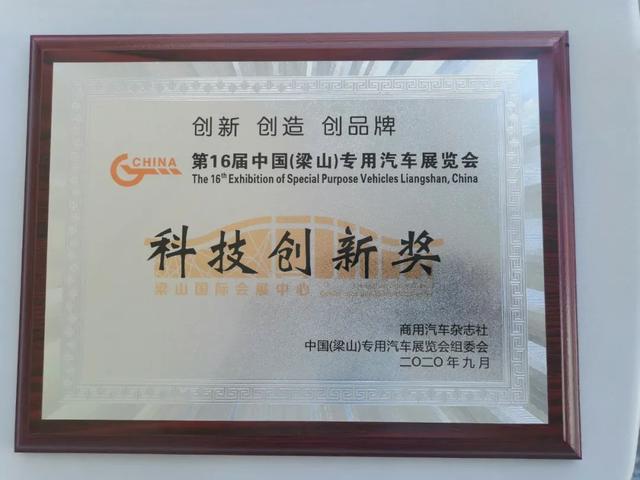 创新 创造 创品牌
CHINA
第16届中国(梁山)专用汽车展览会
The 16th Exhibition of Special Purpose Vehicles Liangshan, China
科技创新奖
梁山国际会展中心
商用汽车杂志社
中国(梁山)专用汽车展览会组委会
二〇二〇年九月